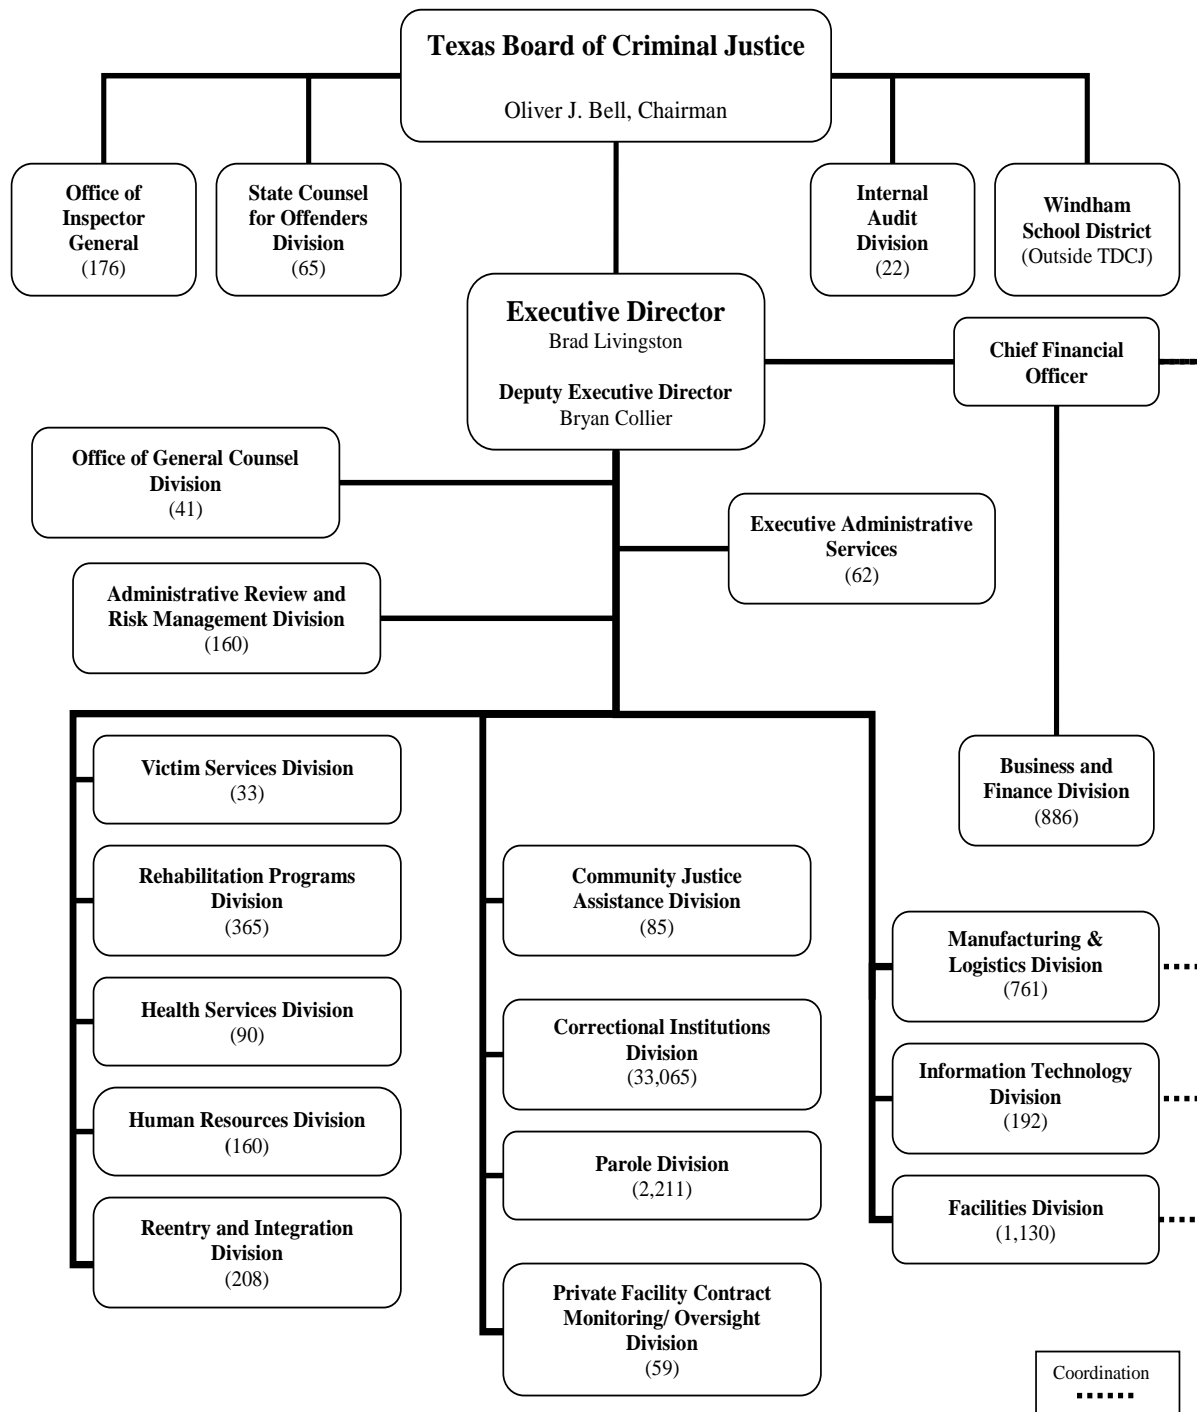 Texas Board of Criminal Justice
Oliver J. Bell, Chairman
Office of
Inspector
General
(176)
State Counsel
for Offenders
Division
(65)
Internal
Audit
Division
(22)
Windham
School District
(Outside TDCJ)
Executive Director
Brad Livingston
Deputy Executive Director
Bryan Collier
Chief Financial
Officer
Office of General Counsel
Division
(41)
Executive Administrative
Services
(62)
Administrative Review and
Risk Management Division
(160)
Victim Services Division
(33)
Rehabilitation Programs
Division
(365)
Health Services Division
(90)
Human Resources Division
(160)
Reentry and Integration
Division
(208)
Community Justice
Assistance Division
(85)
Correctional Institutions
Division
(33,065)
Parole Division
(2,211)
Private Facility Contract
Monitoring/ Oversight
Division
(59)
Business and
Finance Division
(886)
Manufacturing &
Logistics Division
(761)
Information Technology
Division
(192)
Facilities Division
(1,130)
Coordination